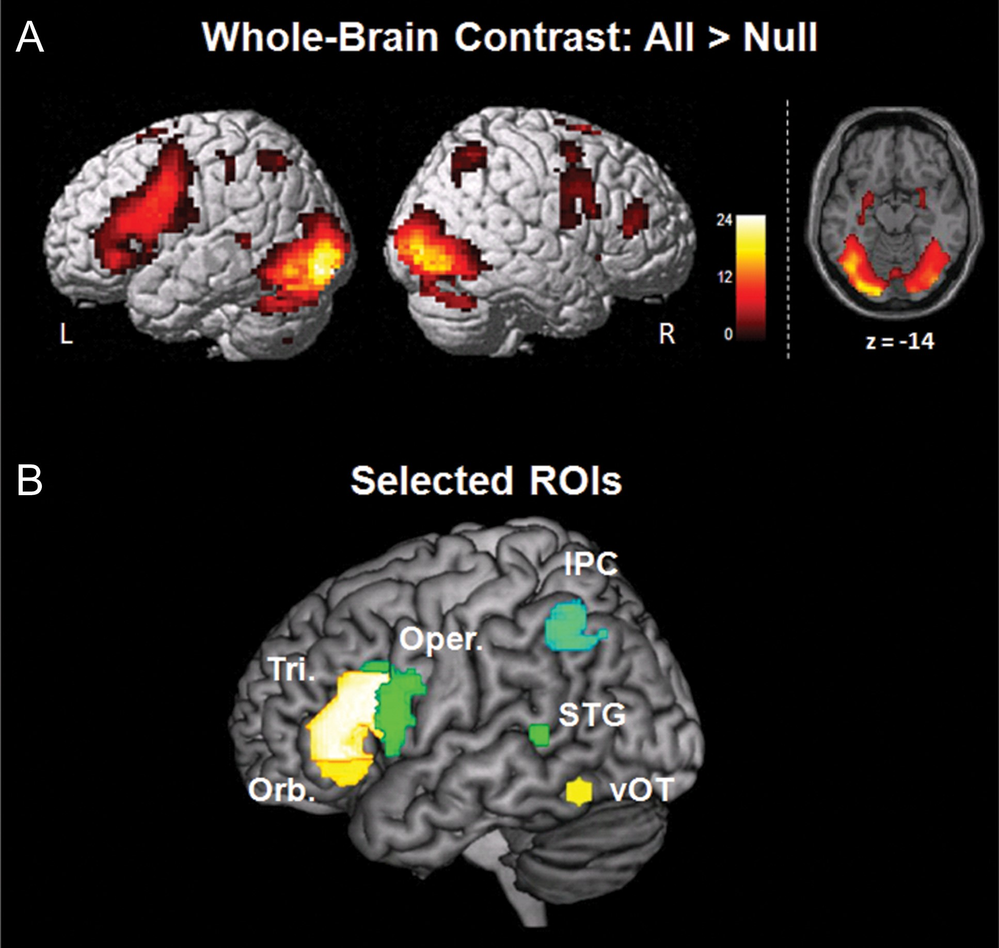 A
Whole-Brain Contrast: All > Null
L
R
24
12
0
z = -14
B
Selected ROIs
IPC
Oper.
Tri.
STG
Orb.
vOT